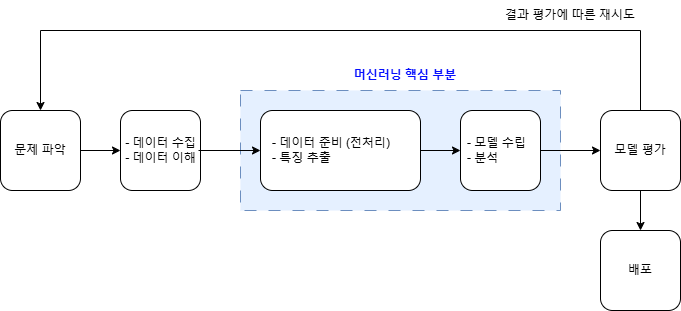 결과 평가에 따른 재시도
머신러닝 핵심 부분
문제 파악
- 데이터 수집
- 데이터 이해
- 데이터 준비 (전처리)
- 특징 추출
- 모델 수립
- 분석
모델 평가
배포